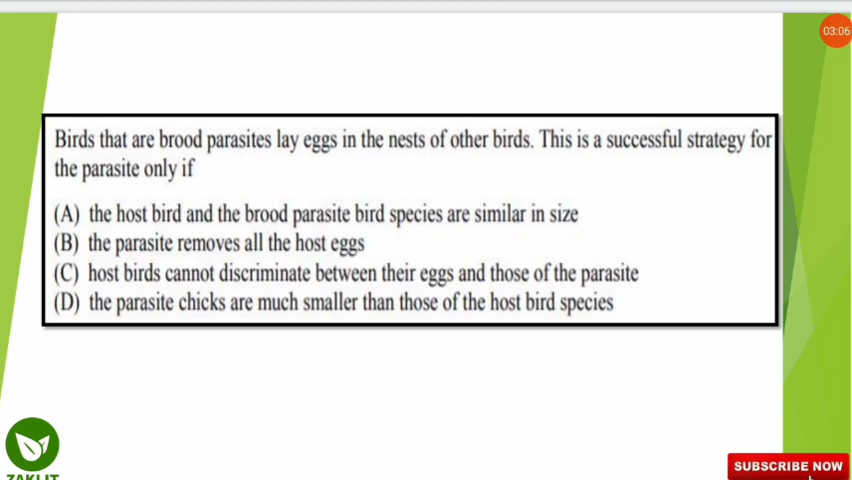 03:06
Birds that are brood parasites lay eggs in the nests of other birds. This is a successful strategy for
the parasite only if
(A) the host bird and the brood parasite bird species are similar in size
(B) the parasite removes all the host eggs
(C) host birds cannot discriminate between their eggs and those of the parasite
(D) the parasite chicks are much smaller than those of the host bird species
SUBSCRIBE NOW